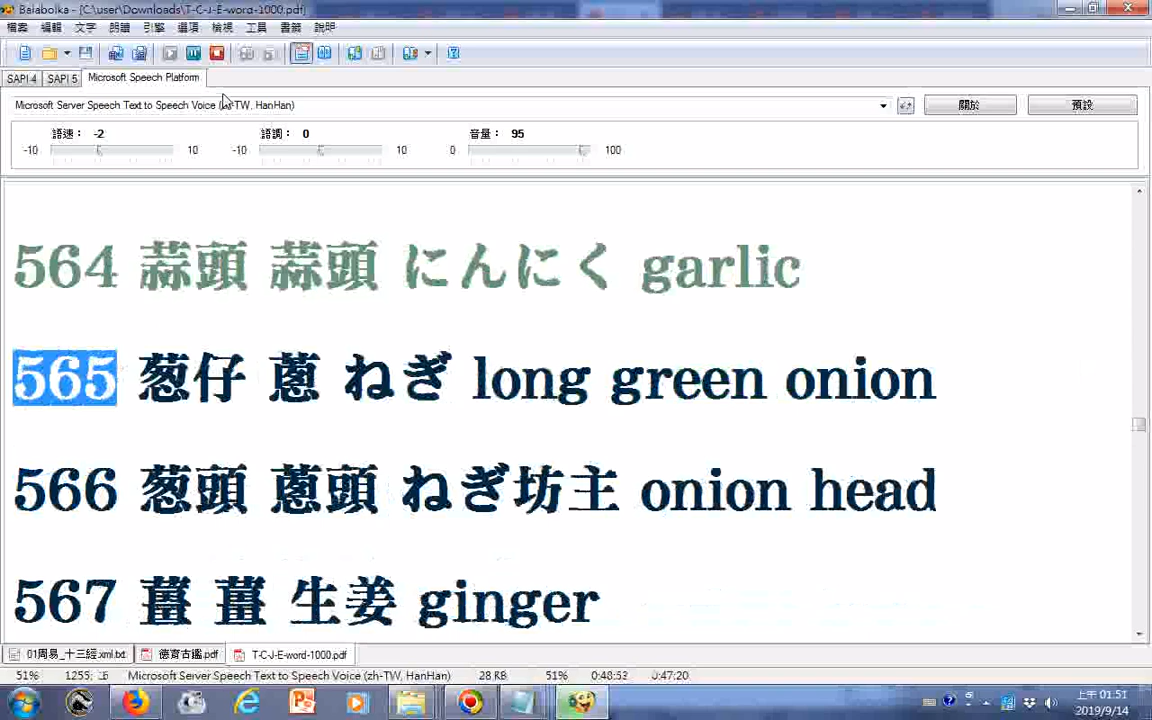 Balabolka - [C:\user\Downloads\T-C-J-E-word-1000.pdf]
檔案 編輯 文字 朗讀 引擎 選項 檢視 工具 書籤 說明
SAPI 4 SAPI 5 Microsoft Speech Platform
Microsoft Server Speech Text to Speech Voice (zh-TW, HanHan) 關於 預設
語速: -2 語調: 0 音量: 95
-10 10 -10 10 0 100
564 蒜頭 蒜頭 にんにく garlic
565 葱仔 蔥 ねぎ long green onion
566 葱頭 蔥頭 ねぎ坊主 onion head
567 薑 薑 生姜 ginger
01周易_十三經.xml.txt 德育古鑑.pdf T-C-J-E-word-1000.pdf
51% 1255: 16 Microsoft Server Speech Text to Speech Voice (zh-TW, HanHan) 28 KB 51% 0:48:53 0:47:20
上午 01:51
2019/9/14